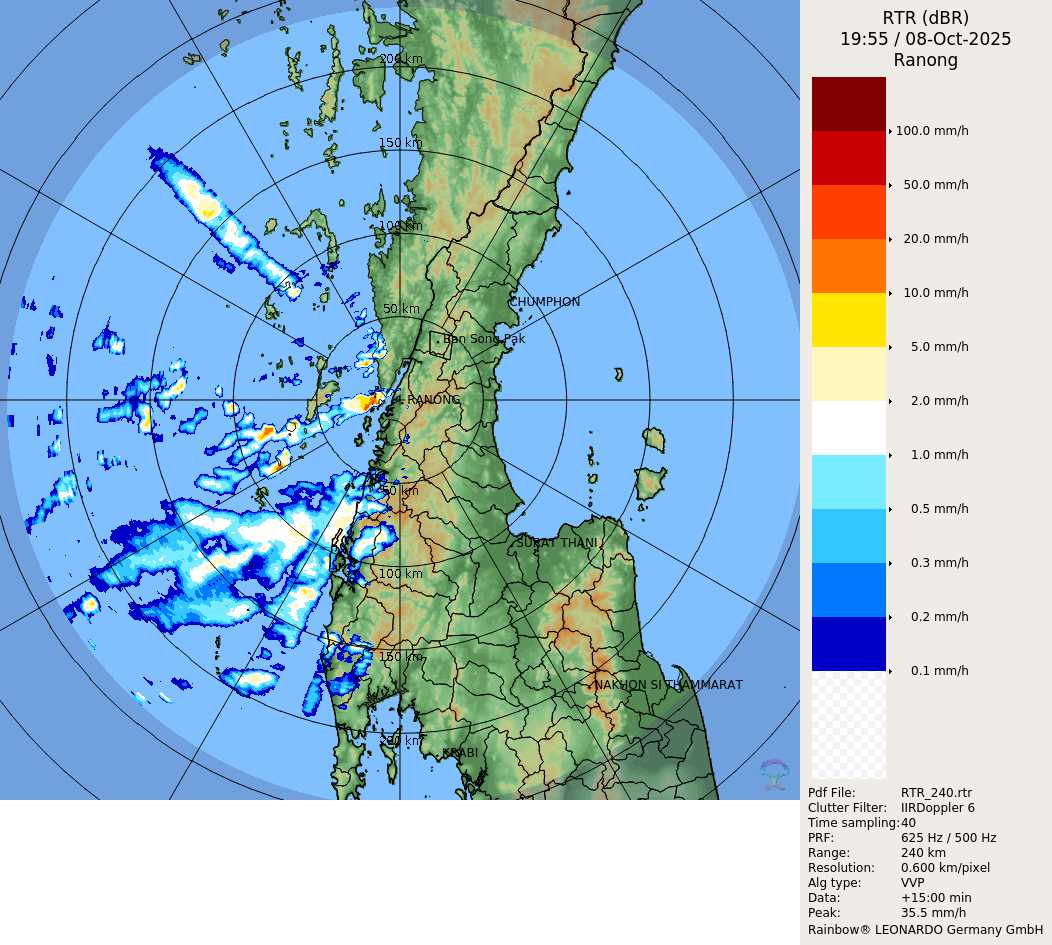 RTR (dBR)
19:55 / 08-Oct-2025
Ranong
200 km
150 km
100 km
50 km
CHUMPHON
Ban Song Pak
RANONG
50 km
SURAT THANI
100 km
150 km
NAKHON SI THAMMARAT
200 km
KRABI
100.0 mm/h
50.0 mm/h
20.0 mm/h
10.0 mm/h
5.0 mm/h
2.0 mm/h
1.0 mm/h
0.5 mm/h
0.3 mm/h
0.2 mm/h
0.1 mm/h
Pdf File: RTR_240.rtr
Clutter Filter: IIRDoppler 6
Time sampling: 40
PRF: 625 Hz / 500 Hz
Range: 240 km
Resolution: 0.600 km/pixel
Alg type: VVP
Data: +15:00 min
Peak: 35.5 mm/h
Rainbow® LEONARDO Germany GmbH